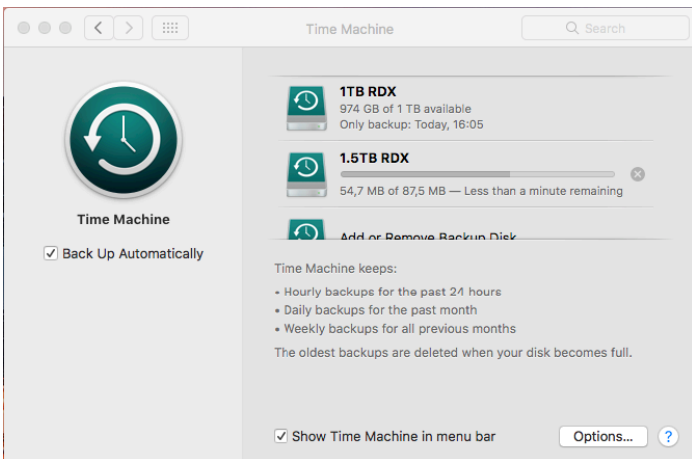 Time Machine
Search
1TB RDX
974 GB of 1 TB available
Only backup: Today, 16:05
1.5TB RDX
54,7 MB of 87,5 MB — Less than a minute remaining
Add or Remove Backup Disk
Time Machine
Back Up Automatically
Time Machine keeps:
• Hourly backups for the past 24 hours
• Daily backups for the past month
• Weekly backups for all previous months
The oldest backups are deleted when your disk becomes full.
Show Time Machine in menu bar
Options...
?